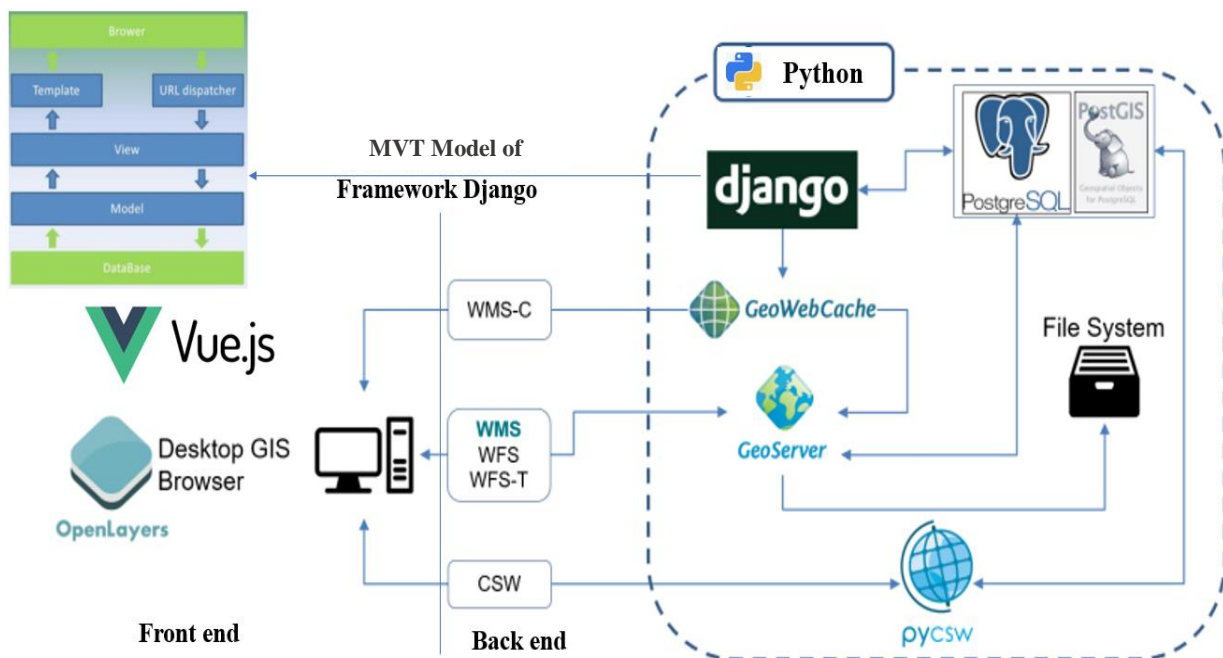 Brower
Template
URL dispatcher
View
Model
DataBase
MVT Model of
Framework Django
Python
django
PostgreSQL
PostGIS
Geospatial Objects
for PostgreSQL
WMS-C
GeoWebCache
File System
Vue.js
WMS
WFS
WFS-T
GeoServer
Desktop GIS
Browser
OpenLayers
CSW
pycsw
Front end
Back end